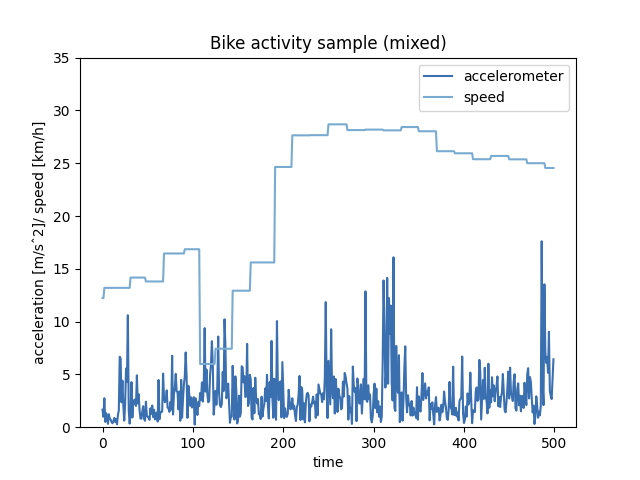 Bike activity sample (mixed)
accelerometer
speed
35
30
25
20
15
10
5
0
acceleration [m/s^2]/ speed [km/h]
0 100 200 300 400 500
time